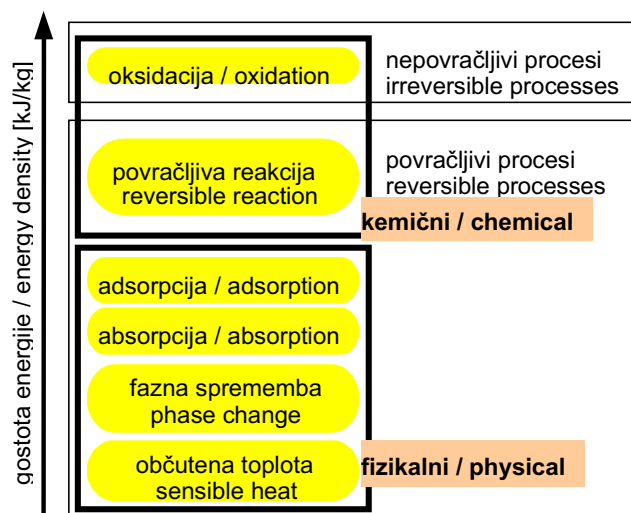 gostota energije / energy density [kJ/kg]
oksidacija / oxidation
nepovračljivi procesi
irreversible processes
povračljiva reakcija
reversible reaction
povračljivi procesi
reversible processes
kemični / chemical
adsorpcija / adsorption
absorpcija / absorption
fazna sprememba
phase change
občutena toplota
sensible heat
fizikalni / physical